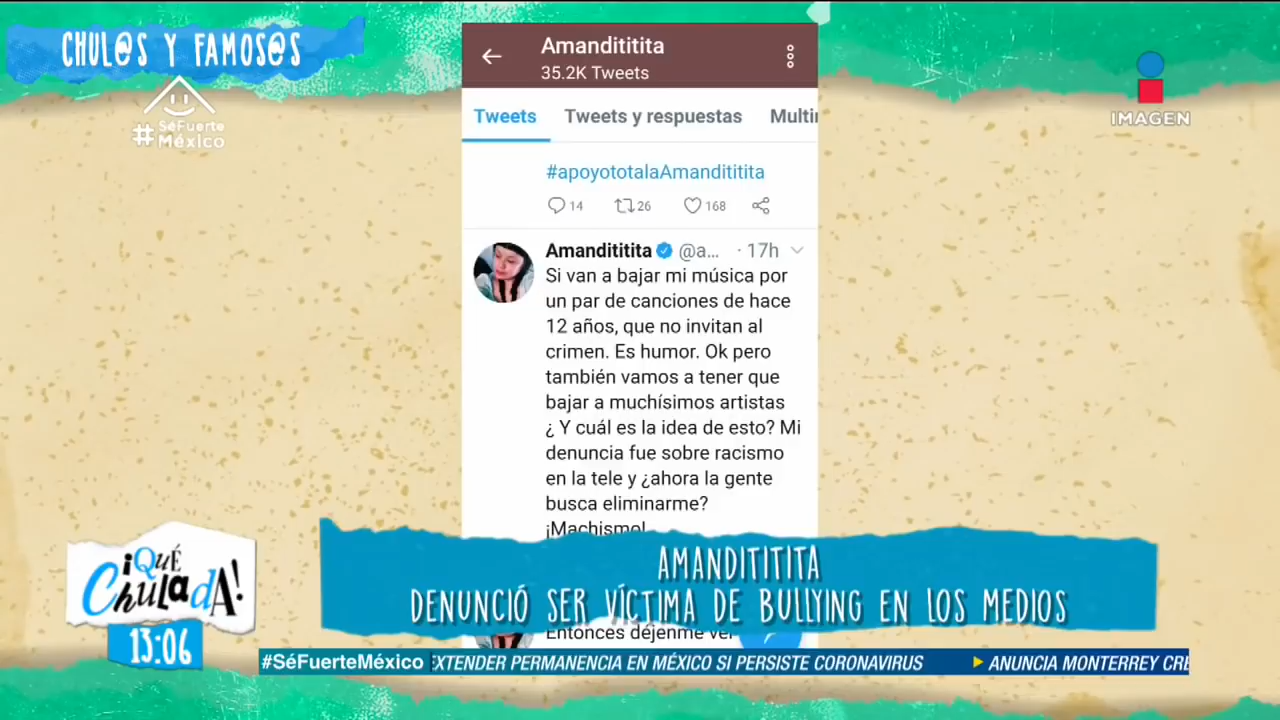 CHUL@S Y FAMOS@S
#SéFuerte
México
IMAGEN
Amandititita
35.2K Tweets
Tweets
Tweets y respuestas
#apoyototalaAmandititita
14
26
168
Amandititita @a... · 17h
Si van a bajar mi música por
un par de canciones de hace
12 años, que no invitan al
crimen. Es humor. Ok pero
también vamos a tener que
bajar a muchísimos artistas
¿ Y cuál es la idea de esto? Mi
denuncia fue sobre racismo
en la tele y ¿ahora la gente
busca eliminarme?
¡Machismo!
Entonces déjenme
AMANDITITITA
DENUNCIÓ SER VÍCTIMA DE BULLYING EN LOS MEDIOS
¡QUÉ
ChuladA!
13:06
#SéFuerteMéxico
EXTENDER PERMANENCIA EN MÉXICO SI PERSISTE CORONAVIRUS
ANUNCIA MONTERREY